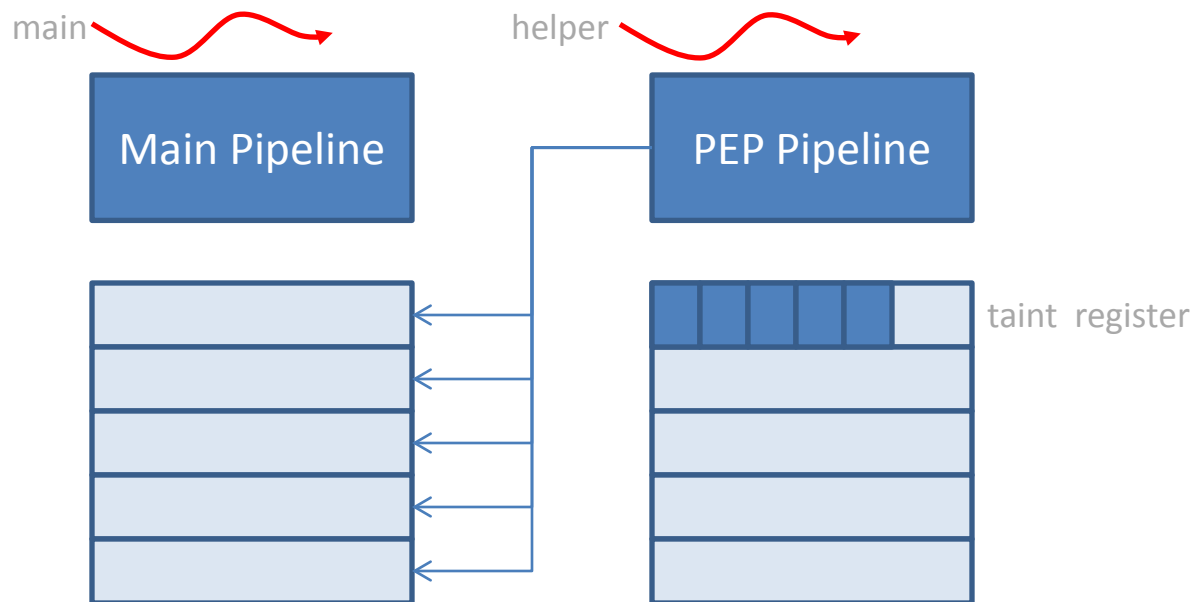 main
helper
Main Pipeline
PEP Pipeline
taint register